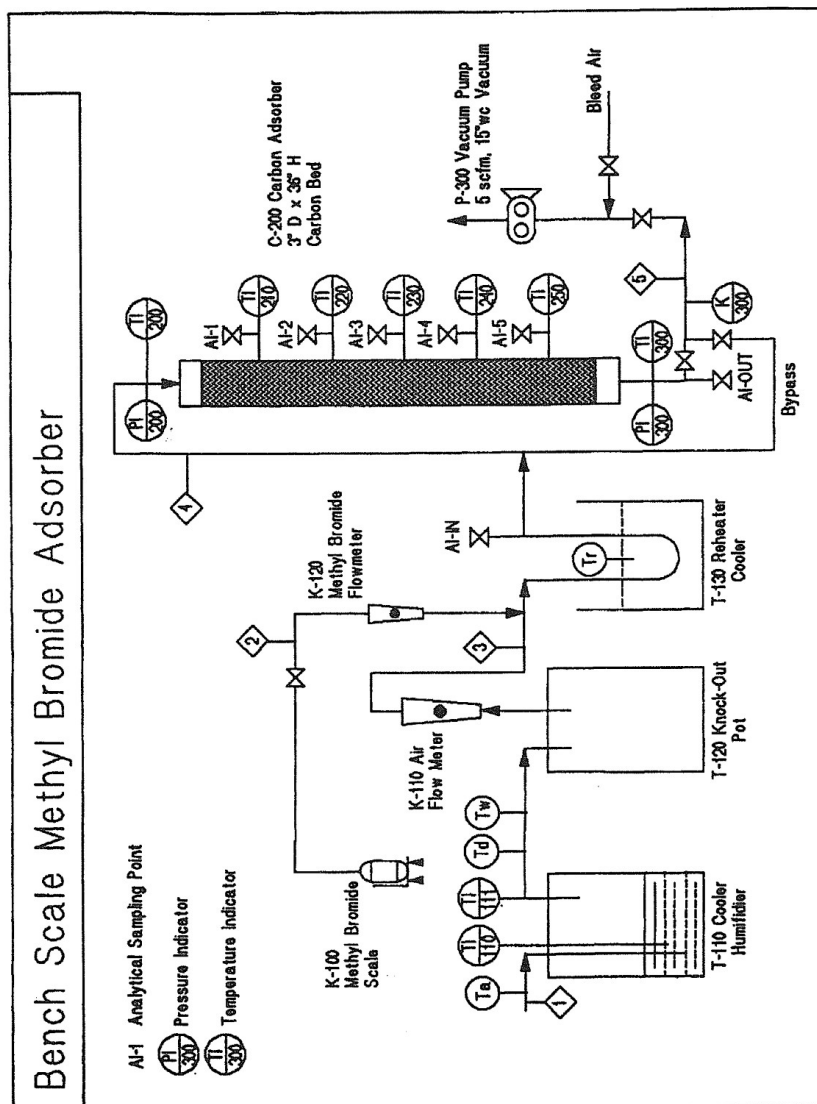 Bench Scale Methyl Bromide Adsorber
AI-1 Analytical Sampling Point
PI
300
Pressure Indicator
TI
300
Temperature Indicator
K-100
Methyl Bromide
Scale
2
K-120
Methyl Bromide
Flowmeter
K-110 Air
Flow Meter
3
Ta
1
TI
110
TI
111
Td
Tw
T-110 Cooler
Humidifier
T-120 Knock-Out
Pot
AI-IN
Tr
T-130 Reheater
Cooler
4
PI
200
TI
200
AI-1
TI
210
AI-2
TI
220
AI-3
TI
230
AI-4
TI
240
AI-5
TI
250
C-200 Carbon Adsorber
3" D x 36" H
Carbon Bed
PI
300
TI
300
AI-OUT
Bypass
K
300
5
P-300 Vacuum Pump
5 scfm, 15"wc Vacuum
Bleed Air